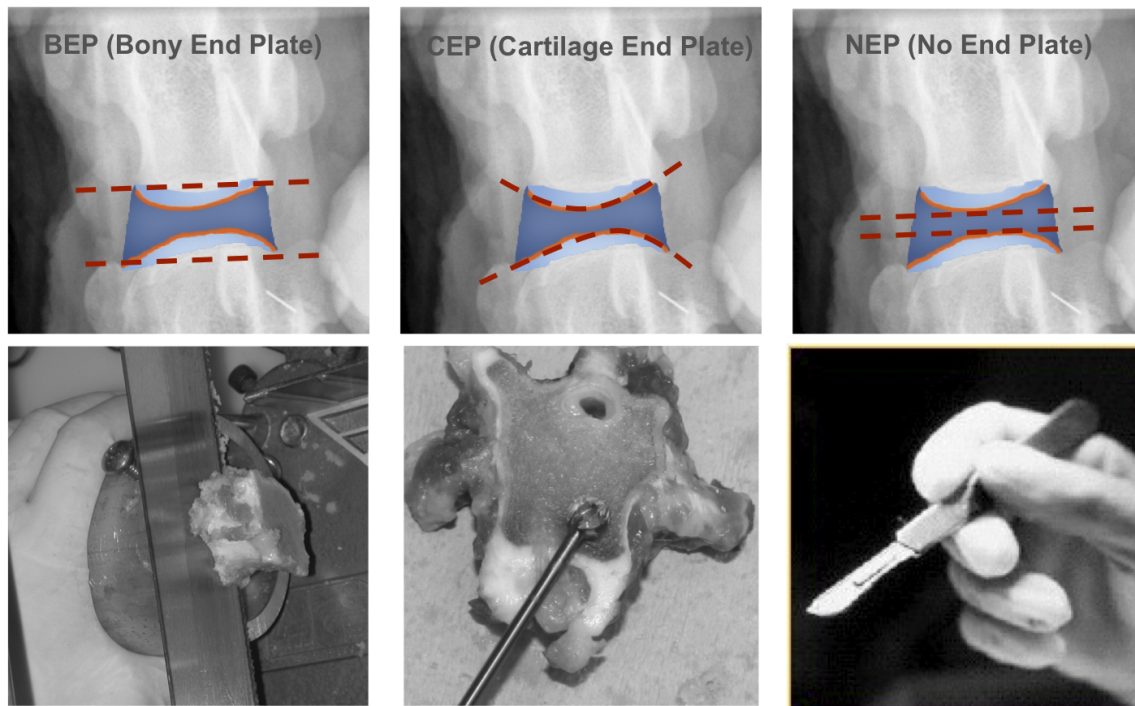 BEP (Bony End Plate)
CEP (Cartilage End Plate)
NEP (No End Plate)